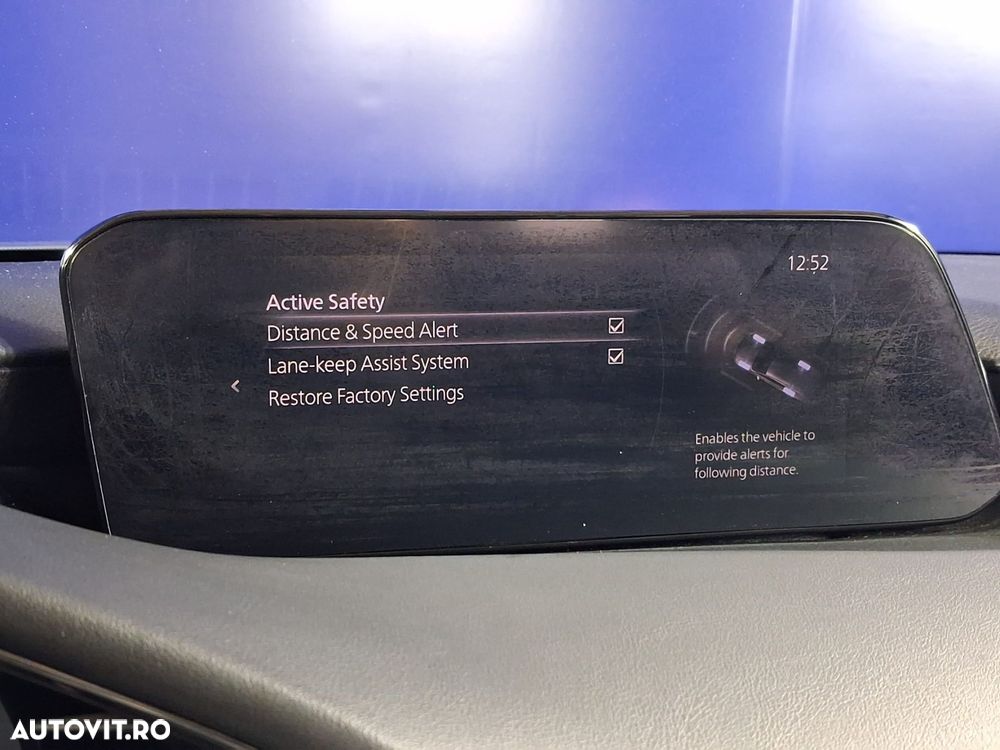 12:52
Active Safety
Distance & Speed Alert
Lane-keep Assist System
Restore Factory Settings
Enables the vehicle to
provide alerts for
following distance.
AUTOVIT.RO